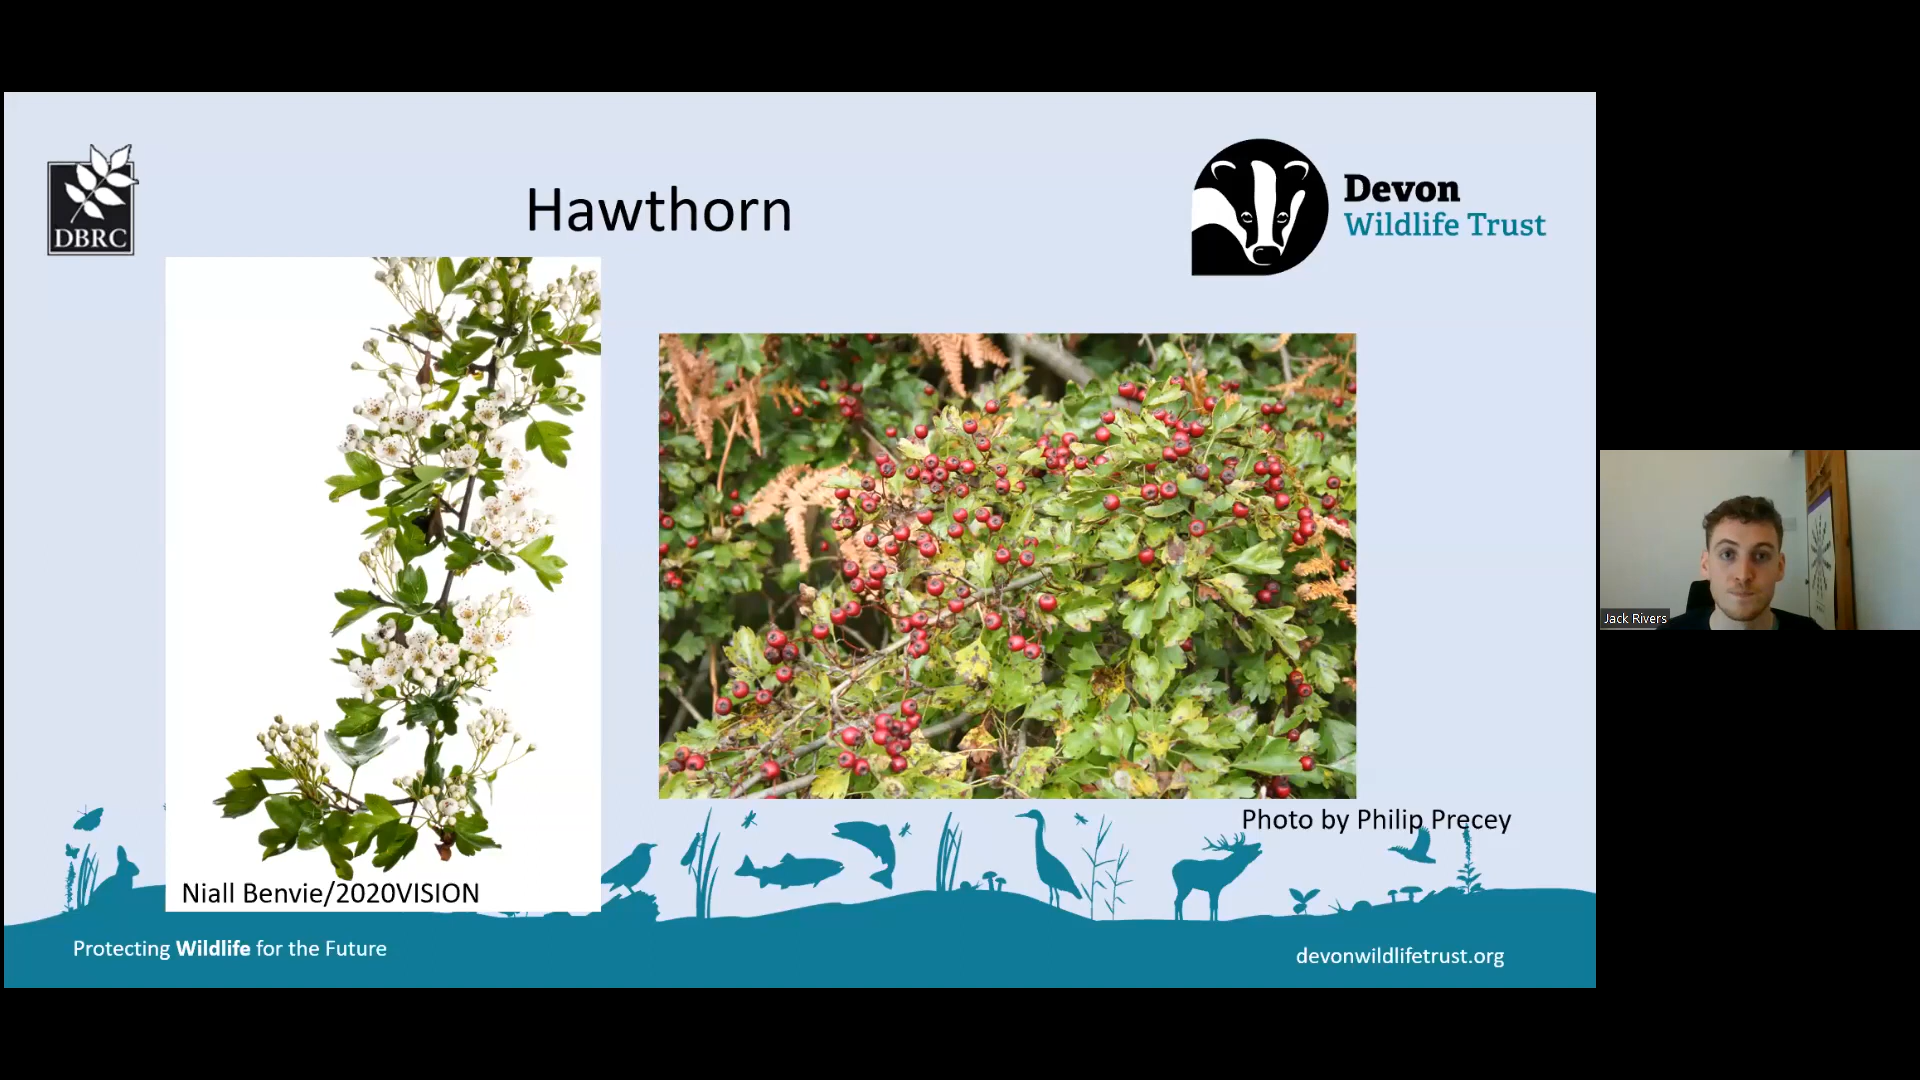 DBRC
Hawthorn
Devon
Wildlife Trust
Photo by Philip Precey
Niall Benvie/2020VISION
Protecting Wildlife for the Future
devonwildlifetrust.org
Jack Rivers